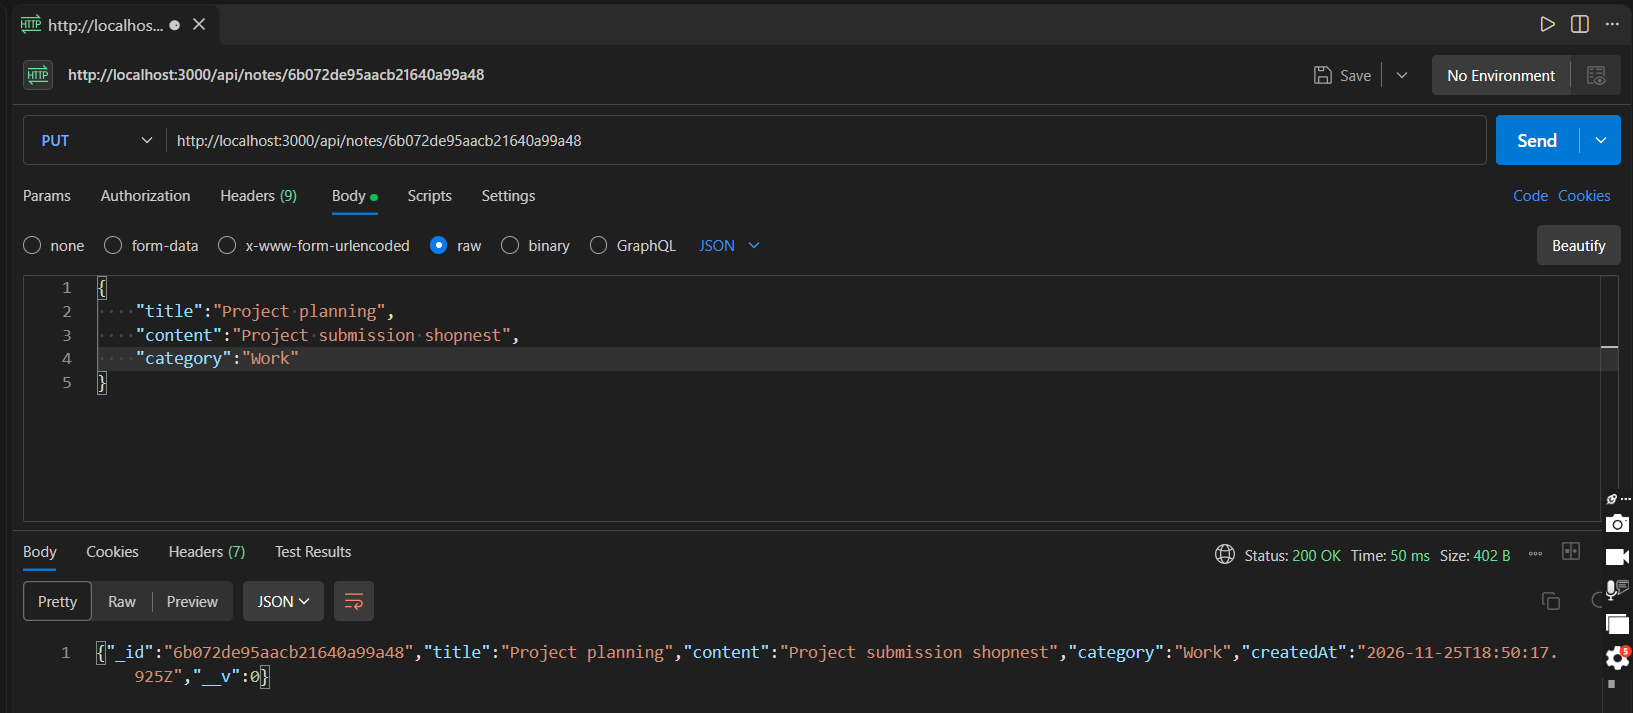 HTTP http://localhos...
HTTP http://localhost:3000/api/notes/6b072de95aacb21640a99a48 Save No Environment
PUT http://localhost:3000/api/notes/6b072de95aacb21640a99a48 Send
Params Authorization Headers (9) Body Scripts Settings Code Cookies
none form-data x-www-form-urlencoded raw binary GraphQL JSON Beautify
1 {
2 "title":"Project planning",
3 "content":"Project submission shopnest",
4 "category":"Work"
5 }
Body Cookies Headers (7) Test Results Status: 200 OK Time: 50 ms Size: 402 B
Pretty Raw Preview JSON
1 {"_id":"6b072de95aacb21640a99a48","title":"Project planning","content":"Project submission shopnest","category":"Work","createdAt":"2026-11-25T18:50:17.
925Z","__v":0}
5